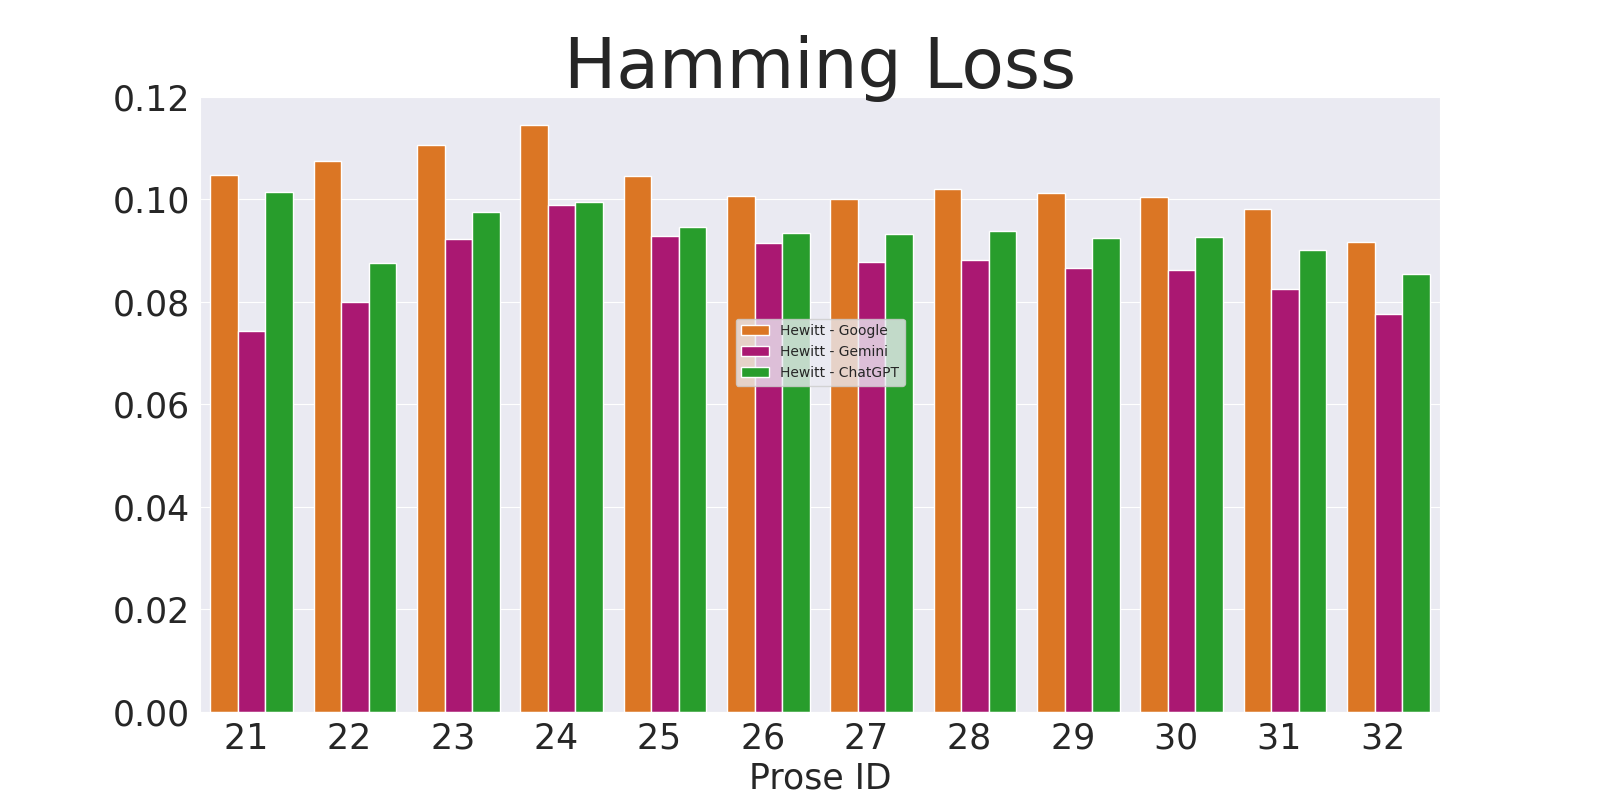 Hamming Loss
0.12
0.10
0.08
0.06
0.04
0.02
0.00
Hewitt - Google
Hewitt - Gemini
Hewitt - ChatGPT
21 22 23 24 25 26 27 28 29 30 31 32
Prose ID